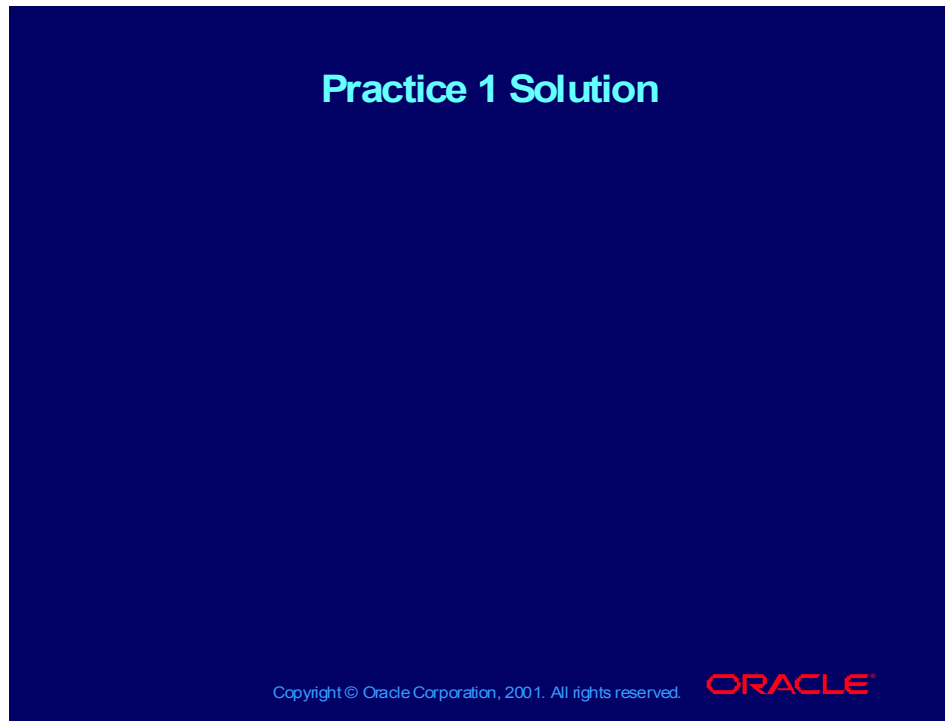 Practice 1 Solution
Copyright © Oracle Corporation, 2001. All rights reserved.
ORACLE®